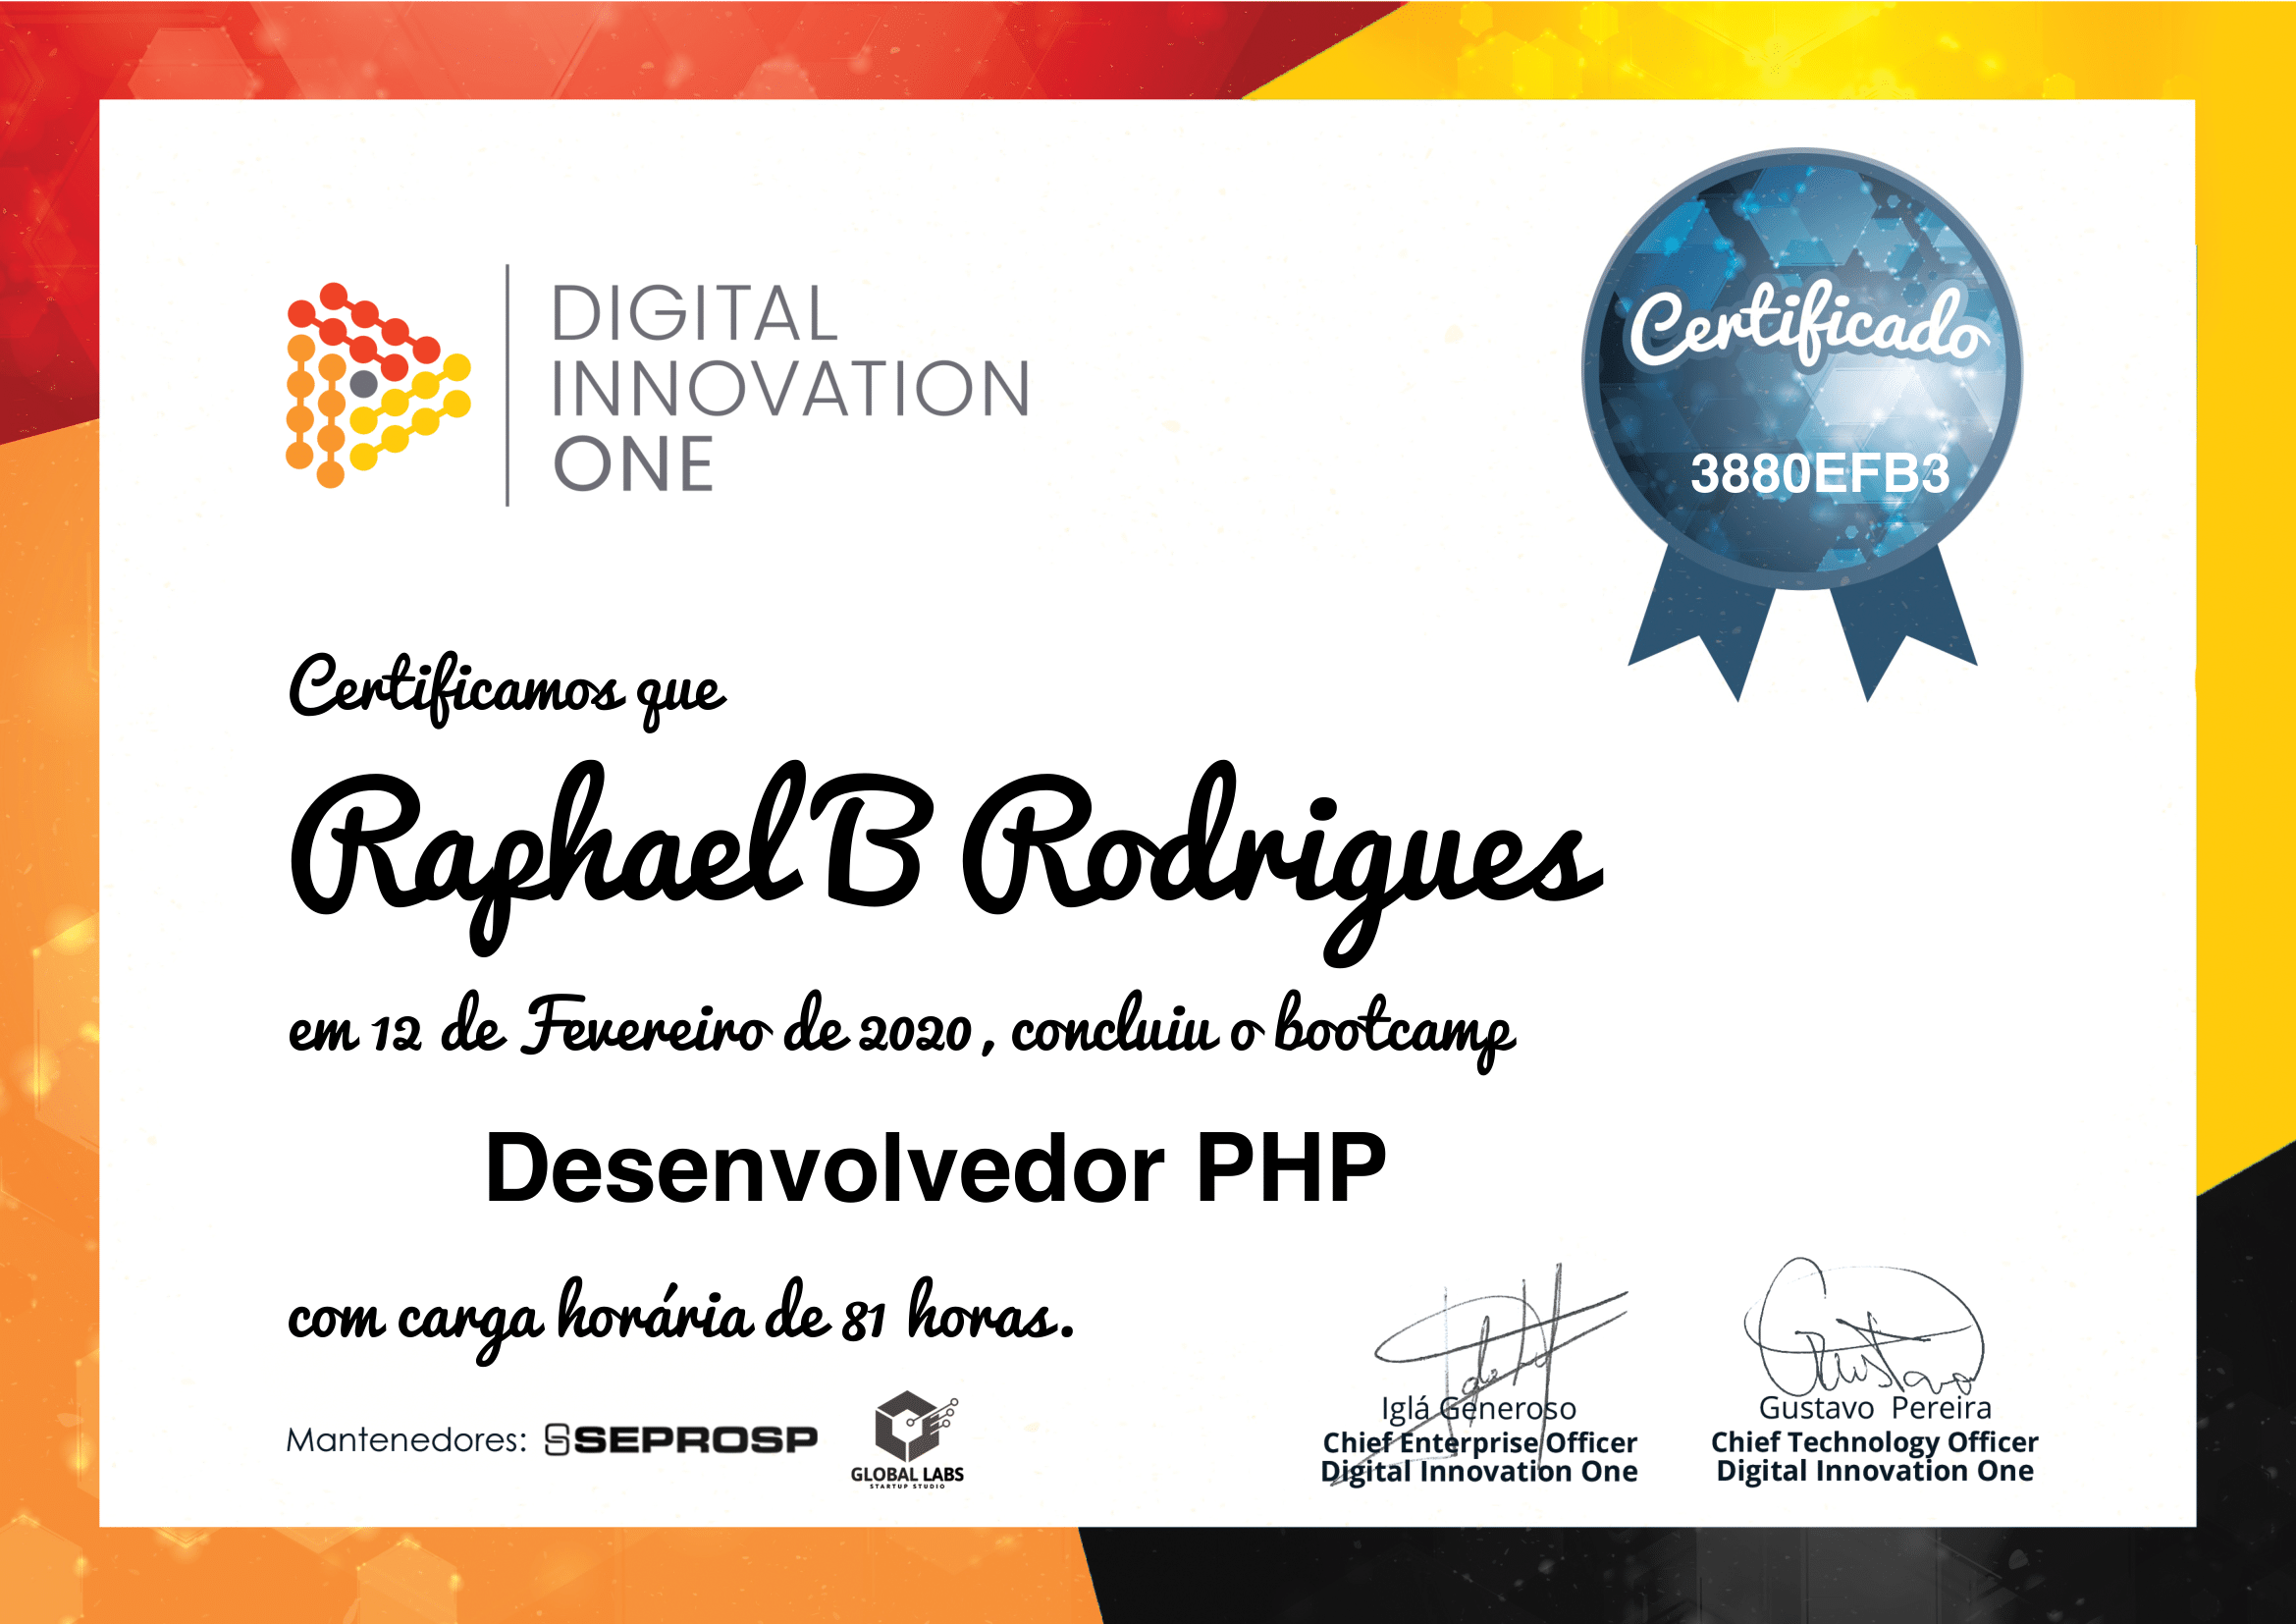 DIGITAL
INNOVATION
ONE
Certificado
3880EFB3
Certificamos que
Raphael B Rodrigues
em 12 de Fevereiro de 2020, concluiu o bootcamp
Desenvolvedor PHP
com carga horária de 81 horas.
Mantenedores: SEPROSP
GLOBAL LABS
STARTUP STUDIO
Iglá Generoso
Chief Enterprise Officer
Digital Innovation One
Gustavo Pereira
Chief Technology Officer
Digital Innovation One